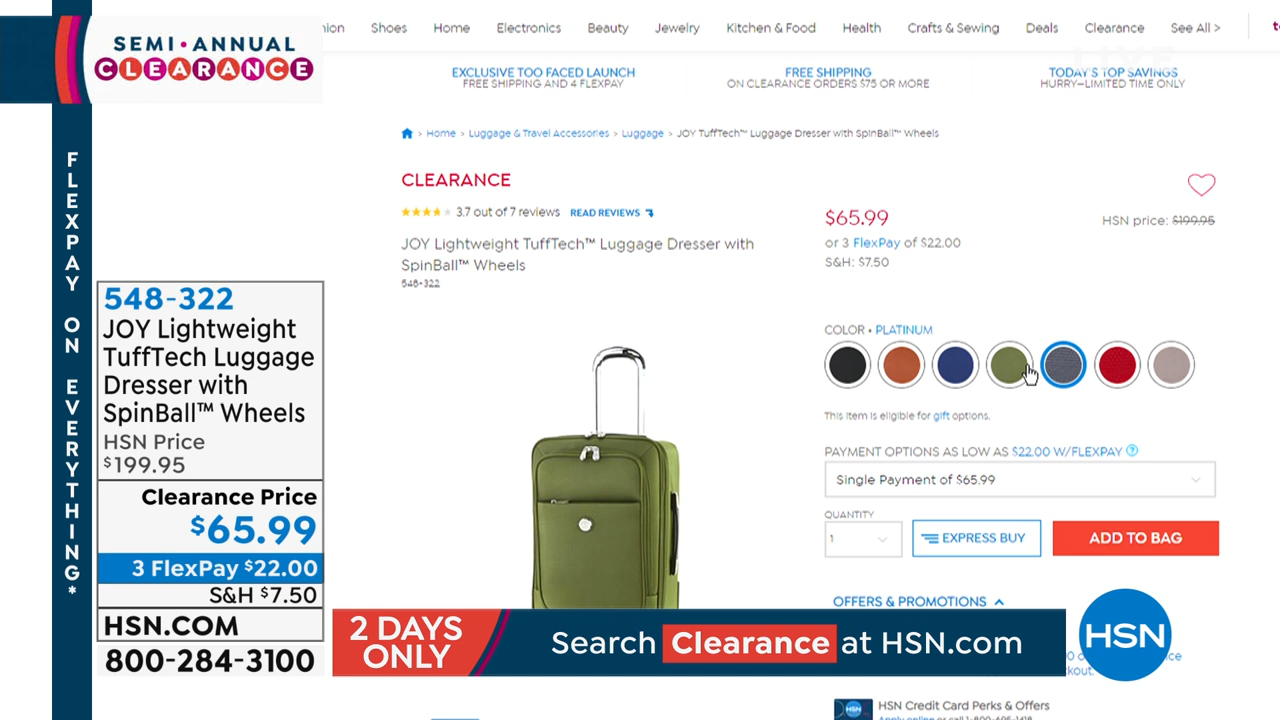 SEMI•ANNUAL
CLEARANCE
FLEXPAY ON EVERYTHING*
548-322
JOY Lightweight
TuffTech Luggage
Dresser with
SpinBall™ Wheels
HSN Price
$199.95
Clearance Price
$65.99
3 FlexPay $22.00
S&H $7.50
HSN.COM
800-284-3100
Shoes Home Electronics Beauty Jewelry Kitchen & Food Health Crafts & Sewing Deals Clearance See All >
LIVE
EXCLUSIVE TOO FACED LAUNCH
FREE SHIPPING AND 4 FLEXPAY
FREE SHIPPING
ON CLEARANCE ORDERS $75 OR MORE
TODAY'S TOP SAVINGS
HURRY–LIMITED TIME ONLY
> Home > Luggage & Travel Accessories > Luggage > JOY TuffTech™ Luggage Dresser with SpinBall™ Wheels
CLEARANCE
3.7 out of 7 reviews READ REVIEWS
JOY Lightweight TuffTech™ Luggage Dresser with
SpinBall™ Wheels
548-322
$65.99
HSN price: $199.95
or 3 FlexPay of $22.00
S&H: $7.50
COLOR • PLATINUM
This item is eligible for gift options.
PAYMENT OPTIONS AS LOW AS $22.00 W/FLEXPAY ?
Single Payment of $65.99
QUANTITY
1
EXPRESS BUY
ADD TO BAG
OFFERS & PROMOTIONS
2 DAYS
ONLY
Search Clearance at HSN.com
HSN
HSN
HSN Credit Card Perks & Offers